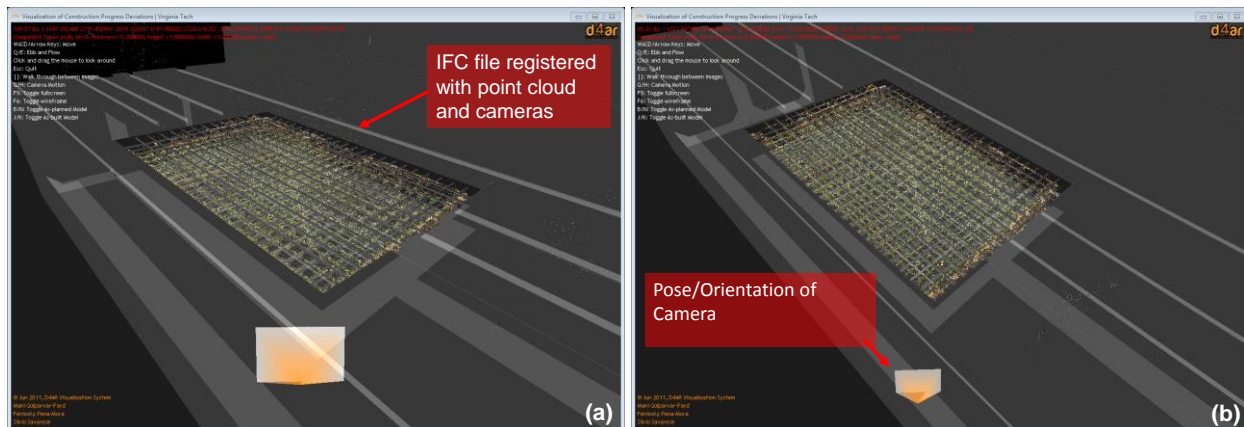 Visualization of Construction Progress Deviations | Virginia Tech
d4ar
WASD/Arrow Keys: Move
Q/E: Ebb and Flow
Click and drag the mouse to look around
Esc: Quit
[]: Walk through between images
G/H: Camera Motion
F5: Toggle fullscreen
F6: Toggle wireframe
B/N: Toggle As-planned Model
J/M: Toggle As-built Model
IFC file registered
with point cloud
and cameras
© Jun 2011, D4AR Visualization System
Mani Golparvar-Fard
Feniosky Pena-Mora
Silvio Savarese
(a)
Visualization of Construction Progress Deviations | Virginia Tech
d4ar
WASD/Arrow Keys: Move
Q/E: Ebb and Flow
Click and drag the mouse to look around
Esc: Quit
[]: Walk through between images
G/H: Camera Motion
F5: Toggle fullscreen
F6: Toggle wireframe
B/N: Toggle As-planned Model
J/M: Toggle As-built Model
Pose/Orientation of
Camera
© Jun 2011, D4AR Visualization System
Mani Golparvar-Fard
Feniosky Pena-Mora
Silvio Savarese
(b)